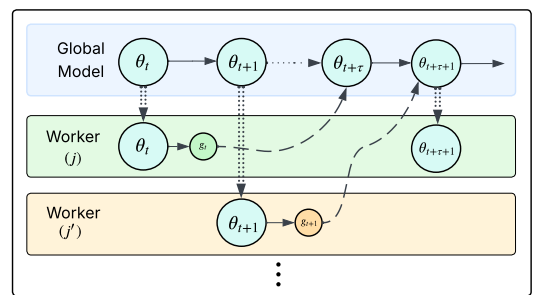 Global
Model
θt
θt+1
θt+τ
θt+τ+1
Worker
(j)
θt
gt
θt+τ+1
Worker
(j′)
θt+1
gt+1